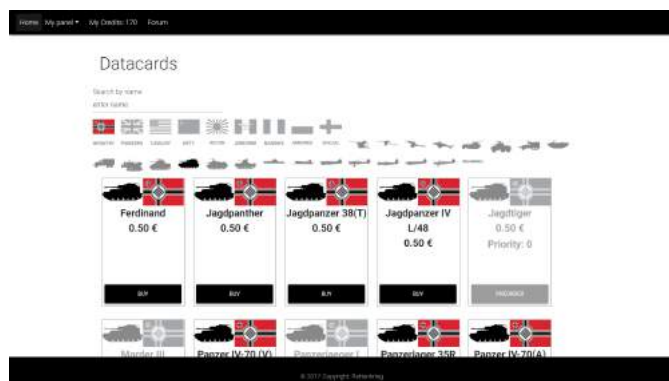 Home My panel My Credits: 170 Forum
Datacards
Search by name
enter name
Ferdinand
0.50 €
BUY
Jagdpanther
0.50 €
BUY
Jagdpanzer 38(T)
0.50 €
BUY
Jagdpanzer IV
L/48
0.50 €
BUY
Jagdtiger
0.50 €
Priority: 0
PREORDER
Marder III
Panzer IV-70 (V)
Panzerjaeger I
Panzerjager 35R
Panzer IV-70(A)